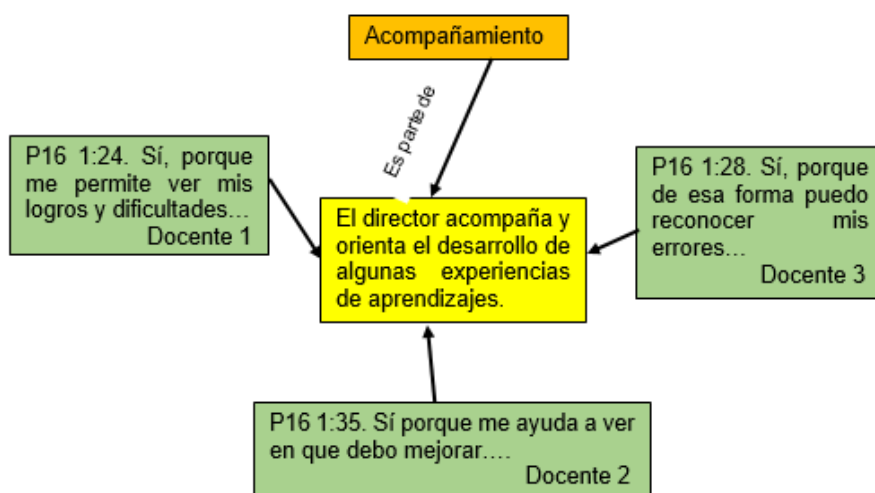 Acompañamiento
Es parte de
P16 1:24. Sí, porque
me permite ver mis
logros y dificultades…
Docente 1
P16 1:28. Sí, porque
de esa forma puedo
reconocer mis
errores…
Docente 3
El director acompaña y
orienta el desarrollo de
algunas experiencias
de aprendizajes.
P16 1:35. Sí porque me ayuda a ver
en que debo mejorar….
Docente 2